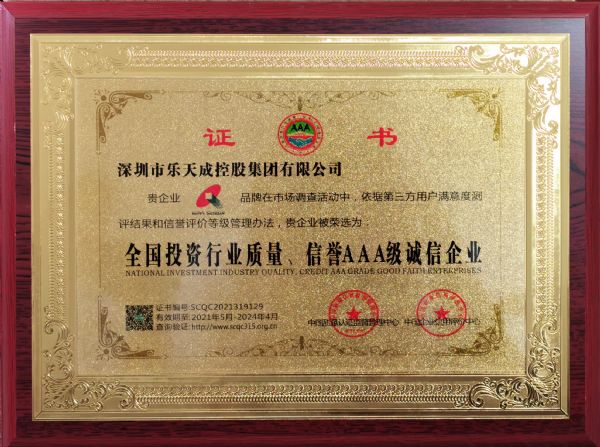 证 AAA 书
深圳市乐天成控股集团有限公司
贵企业 品牌在市场调查活动中，依据第三方用户满意度测
评结果和信誉评价等级管理办法，贵企业被荣选为：
全国投资行业质量、信誉AAA级诚信企业
NATIONAL INVESTMENT INDUSTRY QUALITY, CREDIT AAA GRADE GOOD FAITH ENTERPRISES
证书编号:SCQC2021319129
有效期至:2021年5月-2024年4月
查询验证:http://www.scqc315.org.cn